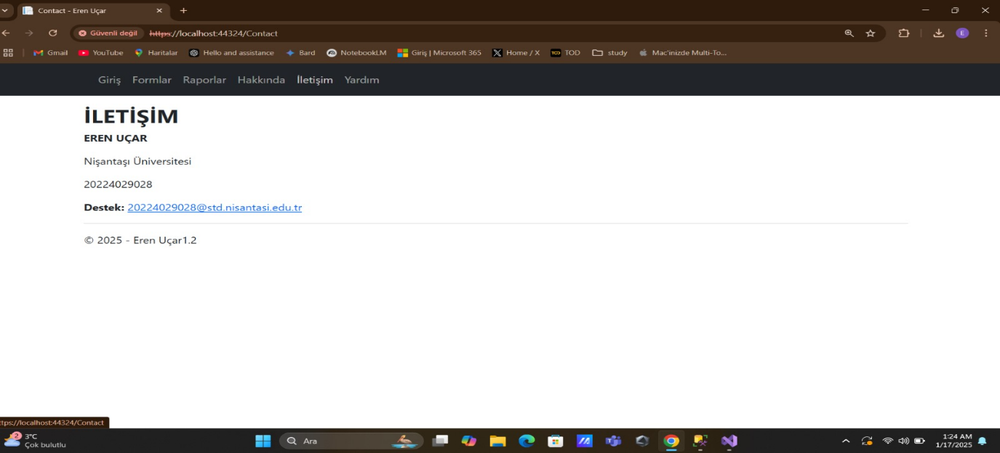 Contact - Eren Uçar
Güvenli değil https://localhost:44324/Contact
Gmail YouTube Haritalar Hello and assistance Bard NotebookLM Giriş | Microsoft 365 Home / X TOD study Mac'inizde Multi-To...
Giriş Formlar Raporlar Hakkında İletişim Yardım
İLETİŞİM
EREN UÇAR
Nişantaşı Üniversitesi
20224029028
Destek: 20224029028@std.nisantasi.edu.tr
© 2025 - Eren Uçar1.2
ttps://localhost:44324/Contact
2 3°C
Çok bulutlu
Ara
1:24 AM
1/17/2025